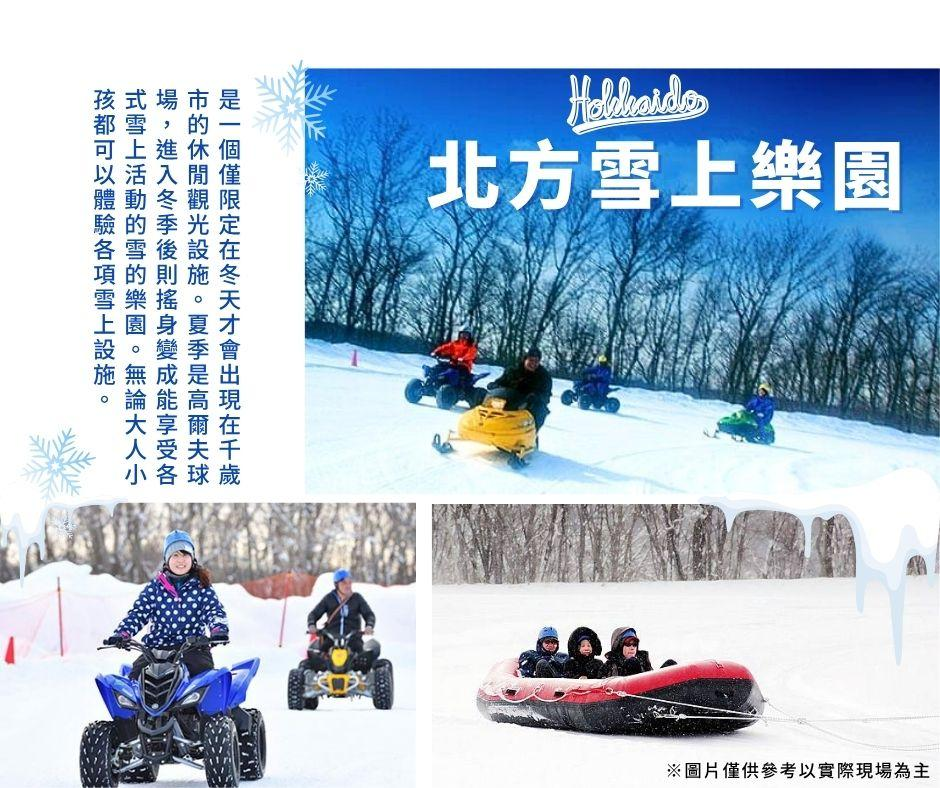 Hokkaido
北方雪上樂園
是一個僅限定在冬天才會出現在千歲
市的休閒觀光設施。夏季是高爾夫球
場，進入冬季後則搖身變成能享受各
式雪上活動的雪的樂園。無論大人小
孩都可以體驗各項雪上設施。
※圖片僅供參考以實際現場為主